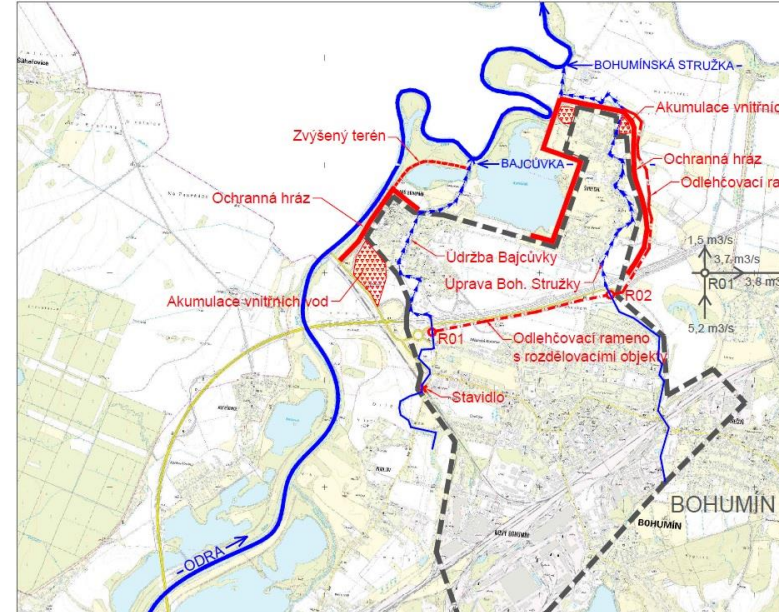 BOHUMÍNSKÁ STRUŽKA
Akumulace vnitřníc
Zvýšený terén
BAJCŮVKA
Ochranná hráz
Odlehčovací ra
Ochranná hráz
Údržba Bajcůvky
Úprava Boh. Stružky
1,5 m3/s
3,7 m3/s
R01
3,8 m3
5,2 m3/s
Akumulace vnitřních vod
R02
R01
Odlehčovací rameno
s rozdělovacími objekty
Stavidlo
ODRA
BOHUMÍN
BOHUMÍN
NOVÝ BOHUMÍN